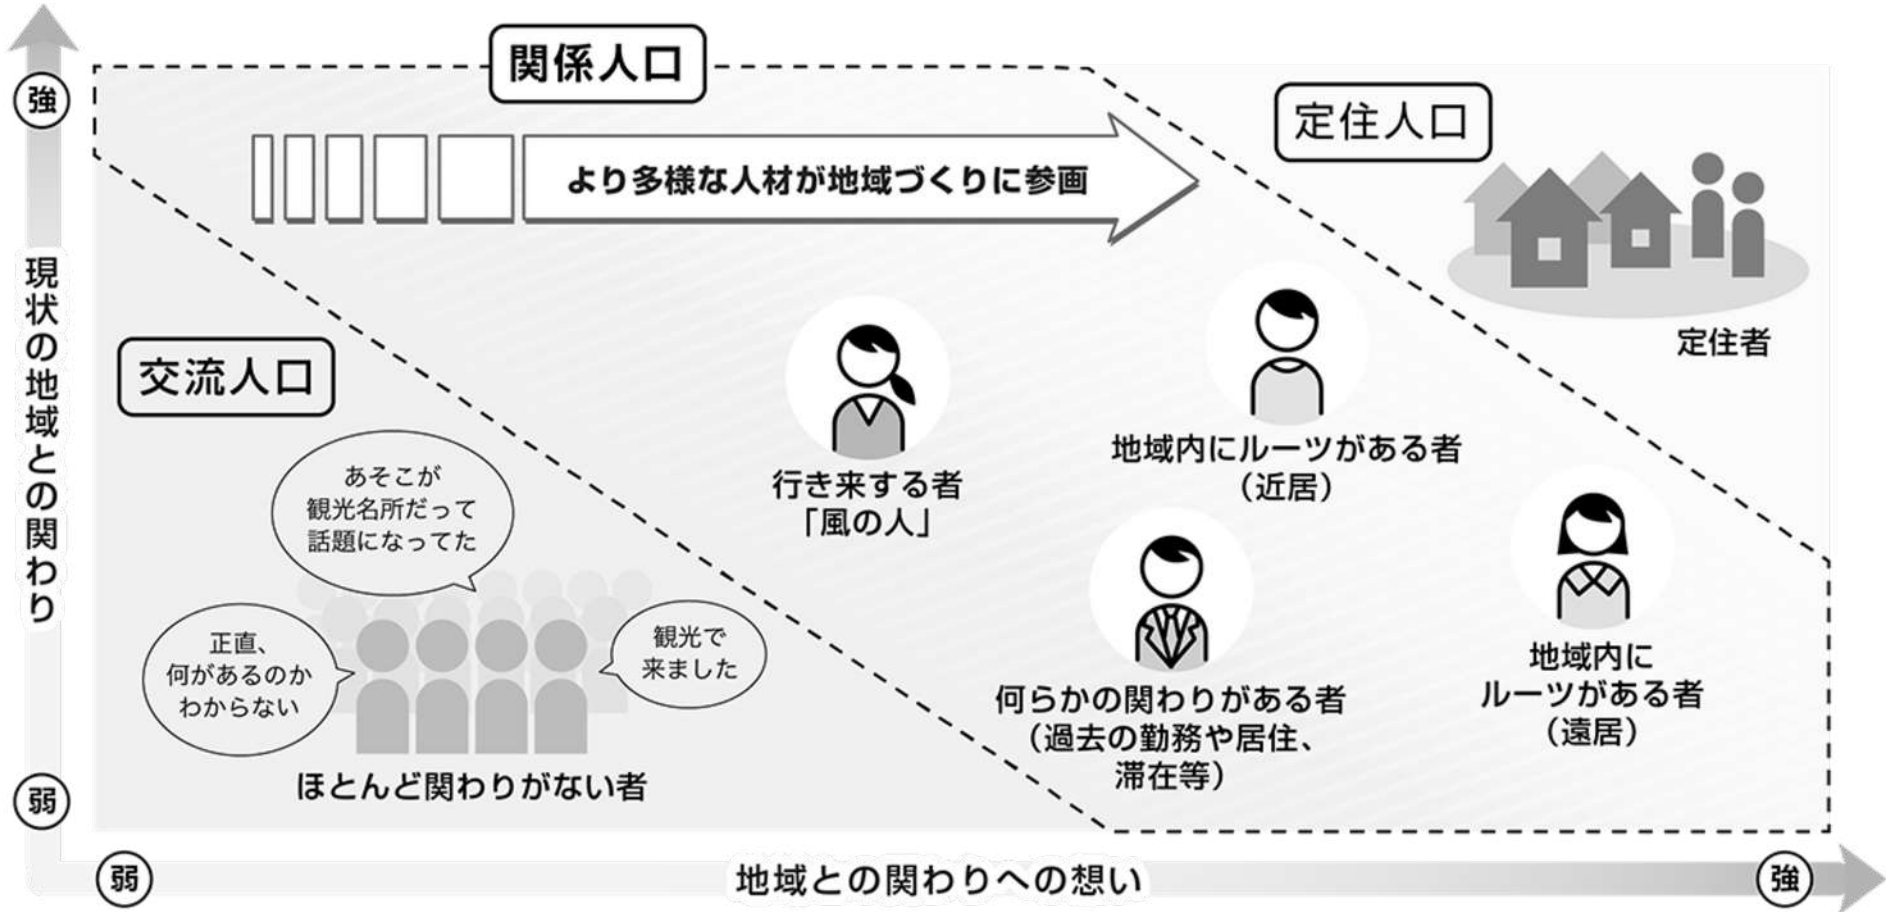 関係人口
強
定住人口
より多様な人材が地域づくりに参画
現状の地域との関わり
定住者
交流人口
あそこが
観光名所だって
話題になってた
行き来する者
「風の人」
地域内にルーツがある者
（近居）
正直、
何があるのか
わからない
観光で
来ました
ほとんど関わりがない者
何らかの関わりがある者
（過去の勤務や居住、
滞在等）
地域内に
ルーツがある者
（遠居）
弱
弱
地域との関わりへの想い
強